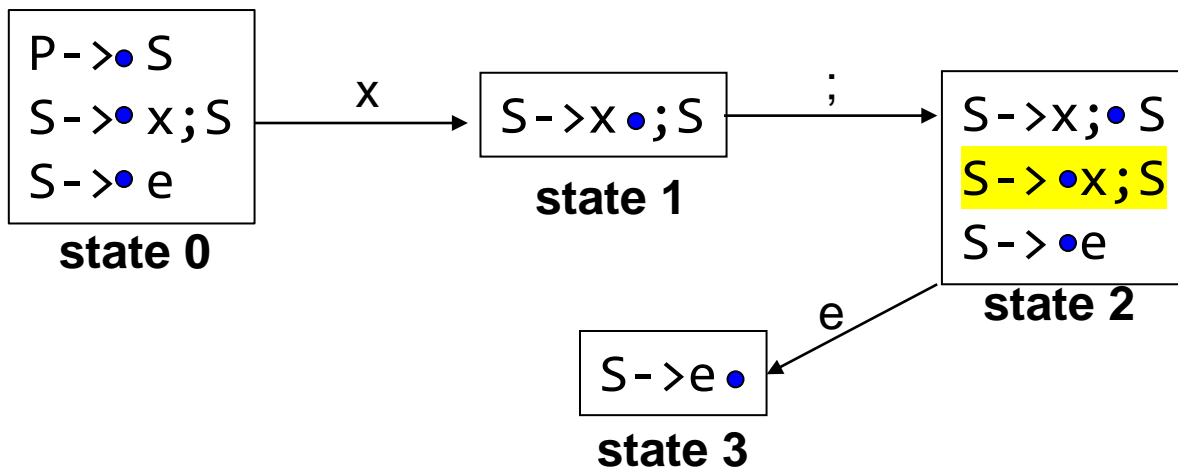 P->• S
S->• x;S
S->• e
state 0
x
S->x •;S
state 1
;
S->x;• S
S-> •x;S
S-> •e
state 2
e
S->e •
state 3